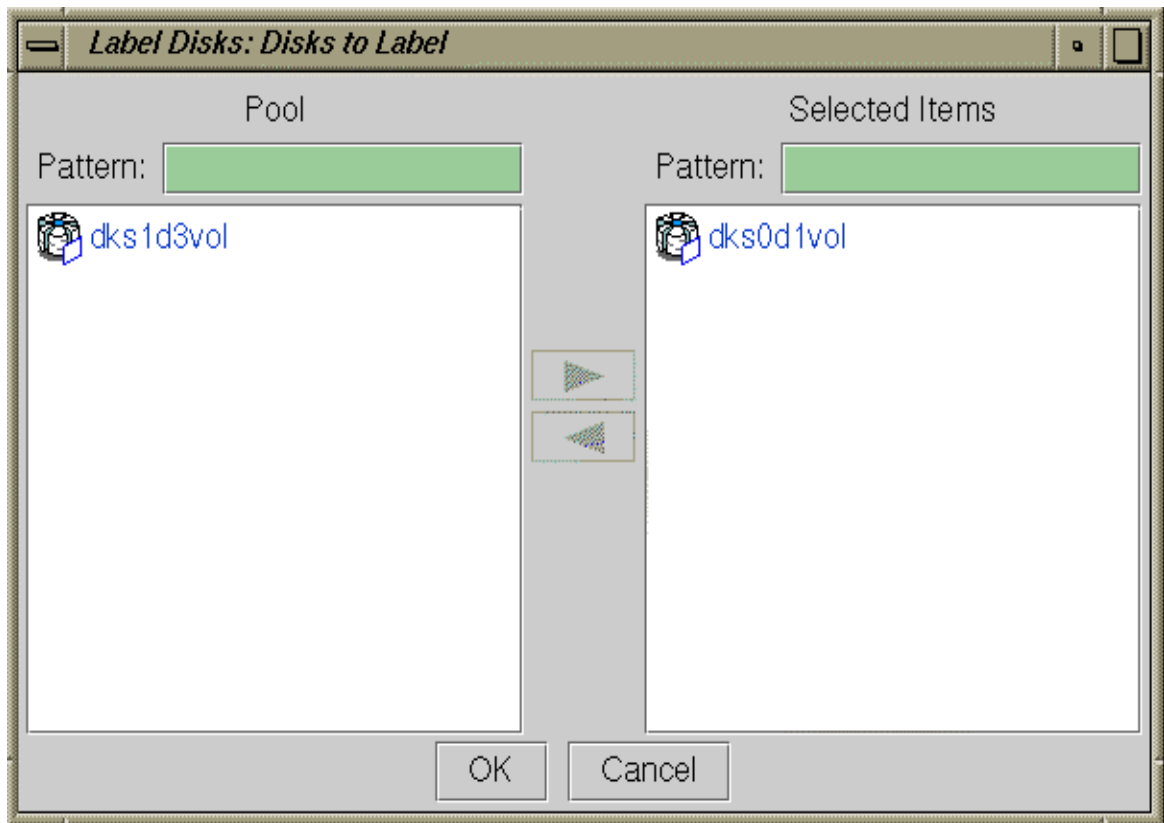 Label Disks: Disks to Label
Pool
Selected Items
Pattern:
Pattern:
dks1d3vol
dks0d1vol
OK
Cancel